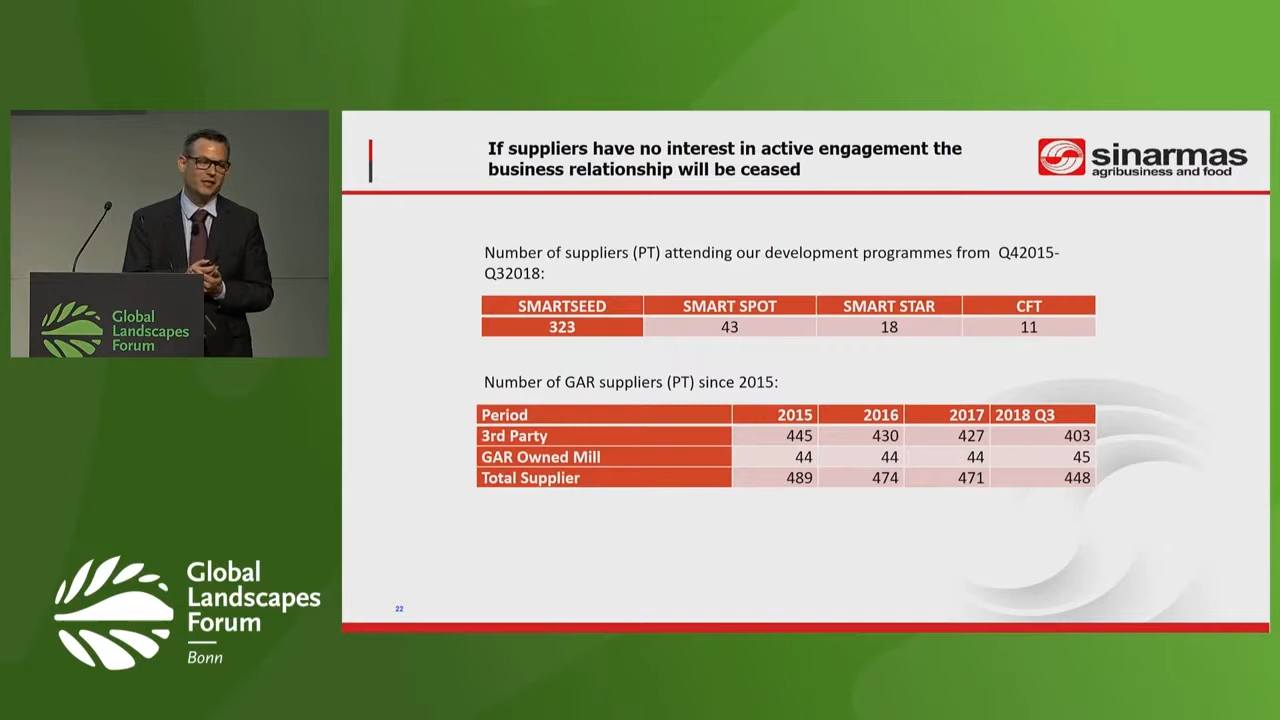 If suppliers have no interest in active engagement the
business relationship will be ceased
sinarmas
agribusiness and food
Number of suppliers (PT) attending our development programmes from Q42015-
Q32018:
SMARTSEED SMART SPOT SMART STAR CFT
323 43 18 11
Number of GAR suppliers (PT) since 2015:
Period 2015 2016 2017 2018 Q3
3rd Party 445 430 427 403
GAR Owned Mill 44 44 44 45
Total Supplier 489 474 471 448
22
Global
Landscapes
Forum
Global
Landscapes
Forum
Bonn